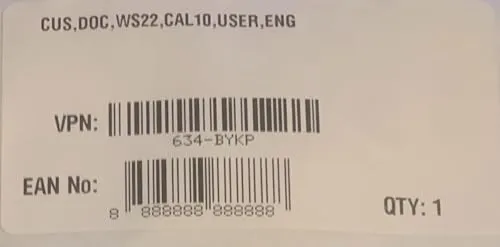 CUS,DOC,WS22,CAL10,USER,ENG
VPN:
634-BYKP
EAN No:
8 888888 888888
QTY: 1